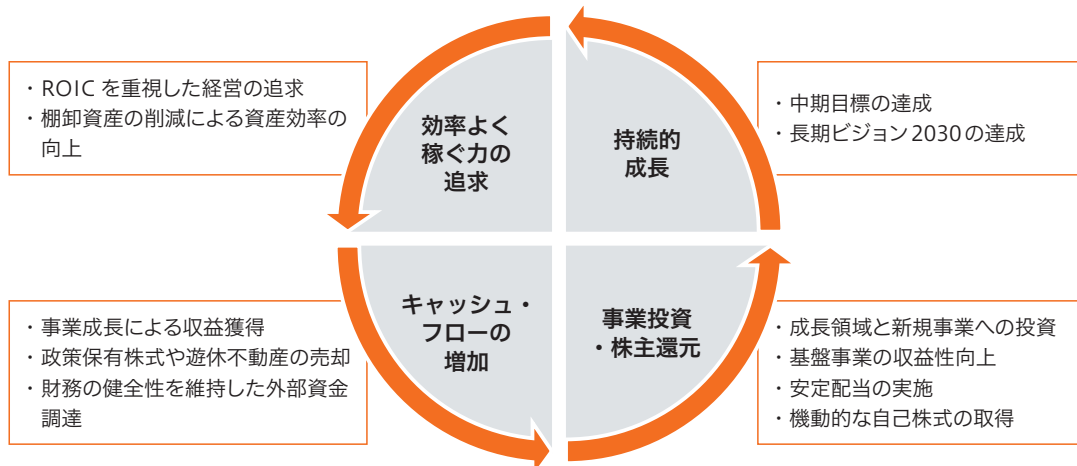 ・ROICを重視した経営の追求
・棚卸資産の削減による資産効率の
向上
効率よく
稼ぐ力の
追求
持続的
成長
・中期目標の達成
・長期ビジョン2030の達成
・事業成長による収益獲得
・政策保有株式や遊休不動産の売却
・財務の健全性を維持した外部資金
調達
キャッシュ・
フローの
増加
事業投資
・株主還元
・成長領域と新規事業への投資
・基盤事業の収益性向上
・安定配当の実施
・機動的な自己株式の取得